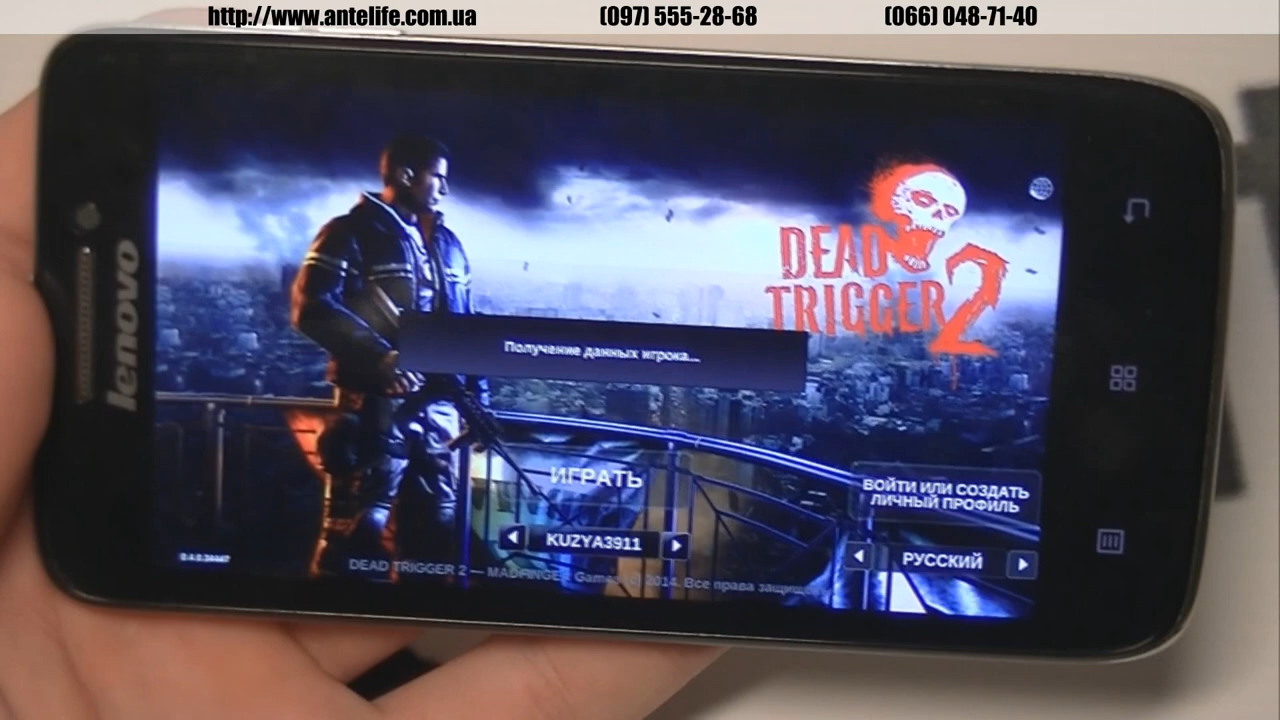 http://www.antelife.com.ua (097) 555-28-68 (066) 048-71-40
lenovo
DEAD
TRIGGER 2
Получение данных игрока...
ИГРАТЬ
ВОЙТИ ИЛИ СОЗДАТЬ
ЛИЧНЫЙ ПРОФИЛЬ
KUZYA3911
РУССКИЙ
DEAD TRIGGER 2 — MADFINGER Games (c) 2014. Все права